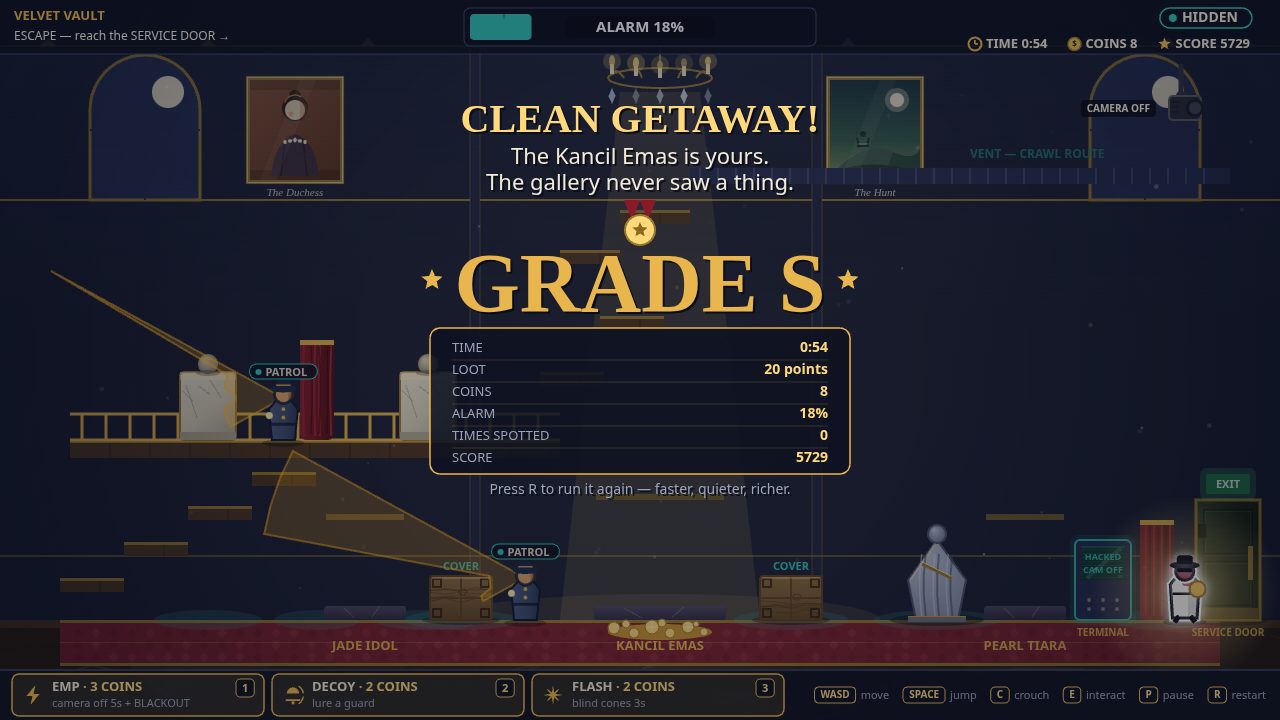 VELVET VAULT
ESCAPE — reach the SERVICE DOOR →
ALARM 18%
HIDDEN
TIME 0:54 COINS 8 SCORE 5729
CAMERA OFF
VENT — CRAWL ROUTE
The Duchess
The Hunt
CLEAN GETAWAY!
The Kancil Emas is yours.
The gallery never saw a thing.
GRADE S
TIME 0:54
LOOT 20 points
COINS 8
ALARM 18%
TIMES SPOTTED 0
SCORE 5729
Press R to run it again — faster, quieter, richer.
PATROL
PATROL
COVER
COVER
EXIT
HACKED
CAM OFF
TERMINAL
SERVICE DOOR
JADE IDOL
KANCIL EMAS
PEARL TIARA
EMP · 3 COINS 1
camera off 5s + BLACKOUT
DECOY · 2 COINS 2
lure a guard
FLASH · 2 COINS 3
blind cones 3s
WASD move SPACE jump C crouch E interact P pause R restart